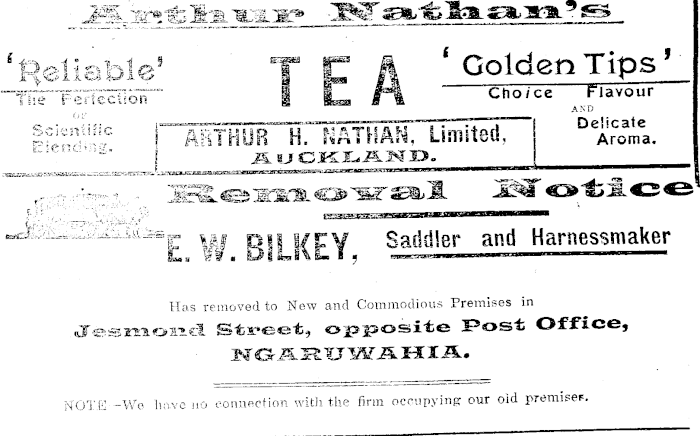 Arthur Nathan's
'Reliable'
The Perfection
OF
Scientific
Blending.
TEA
'Golden Tips'
Choice Flavour
AND
Delicate
Aroma.
ARTHUR H. NATHAN, Limited,
AUCKLAND.
Removal Notice
E. W. BILKEY, Saddler and Harnessmaker
Has removed to New and Commodious Premises in
Jesmond Street, opposite Post Office,
NGARUWAHIA.
NOTE -We have no connection with the firm occupying our old premises.